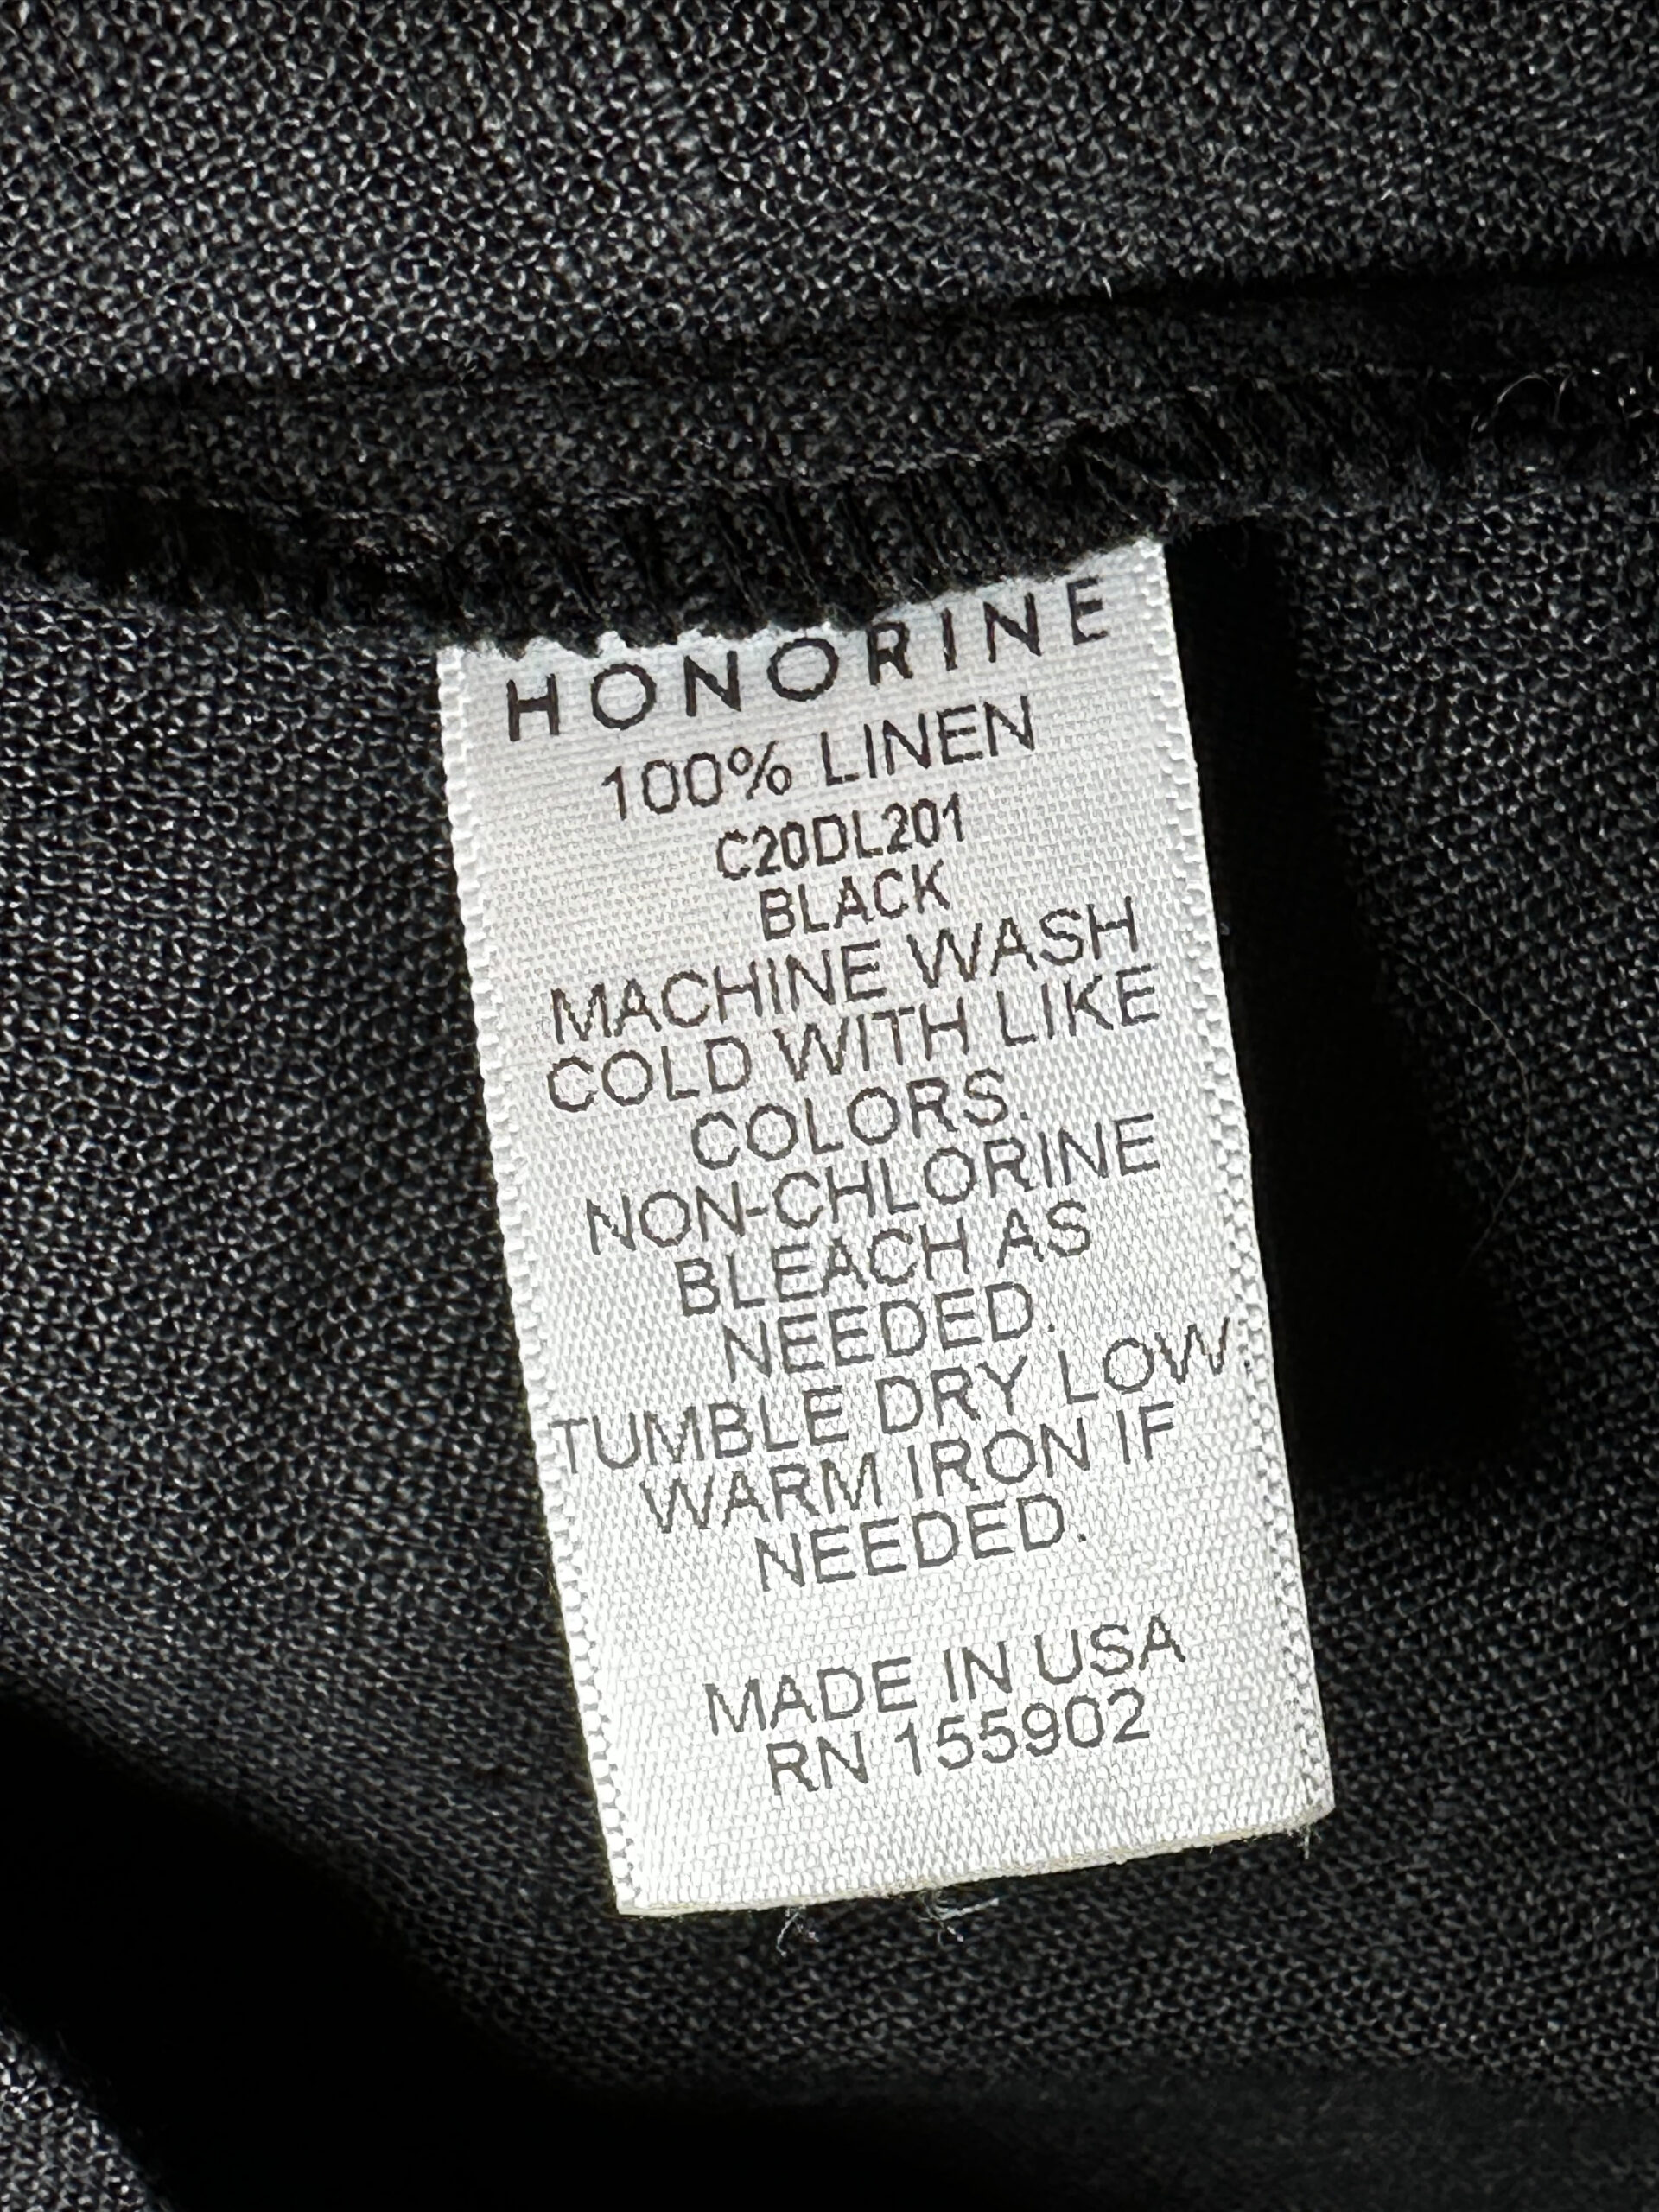 HONORINE
100% LINEN
C20DL201
BLACK
MACHINE WASH
COLD WITH LIKE
COLORS.
NON-CHLORINE
BLEACH AS
NEEDED.
TUMBLE DRY LOW.
WARM IRON IF
NEEDED.
MADE IN USA
RN 155902